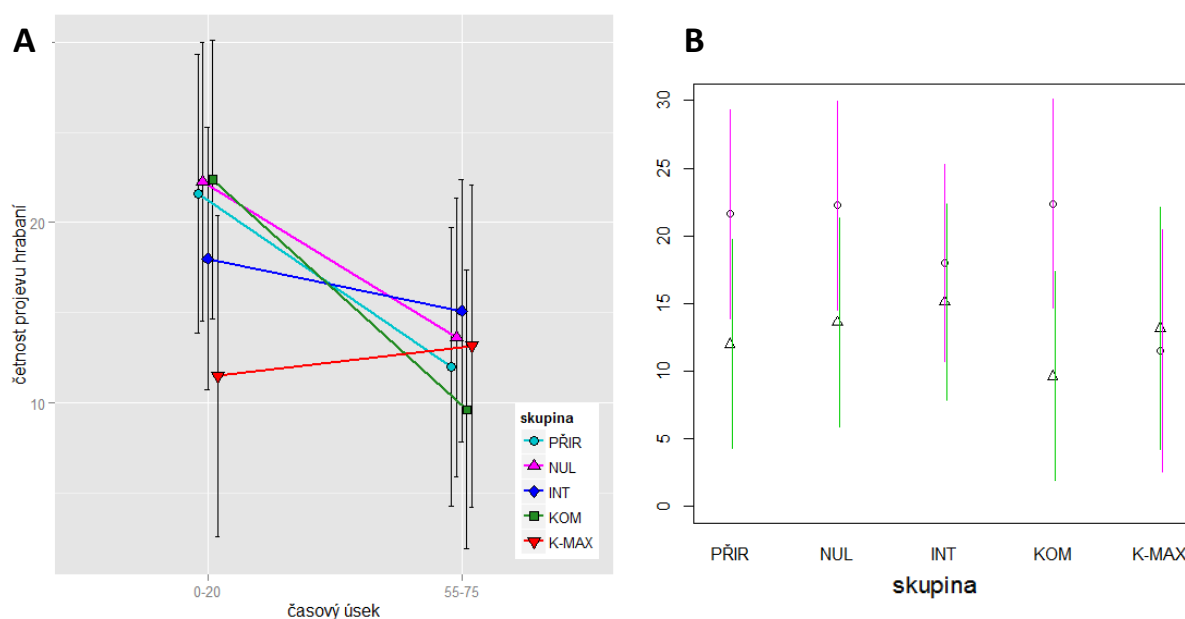 A
četnost projevu hrabaní
20
10
skupina
PŘIR
NUL
INT
KOM
K-MAX
0-20
55-75
časový úsek
B
30
25
20
15
10
5
0
PŘIR
NUL
INT
KOM
K-MAX
skupina